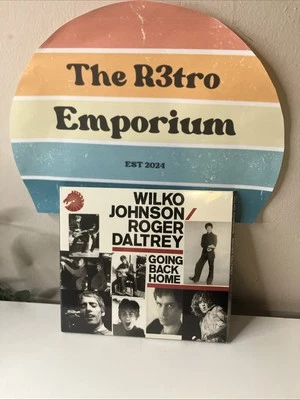 The R3tro
Emporium
EST 2024
WILKO
JOHNSON/
ROGER
DALTREY
GOING
BACK
HOME